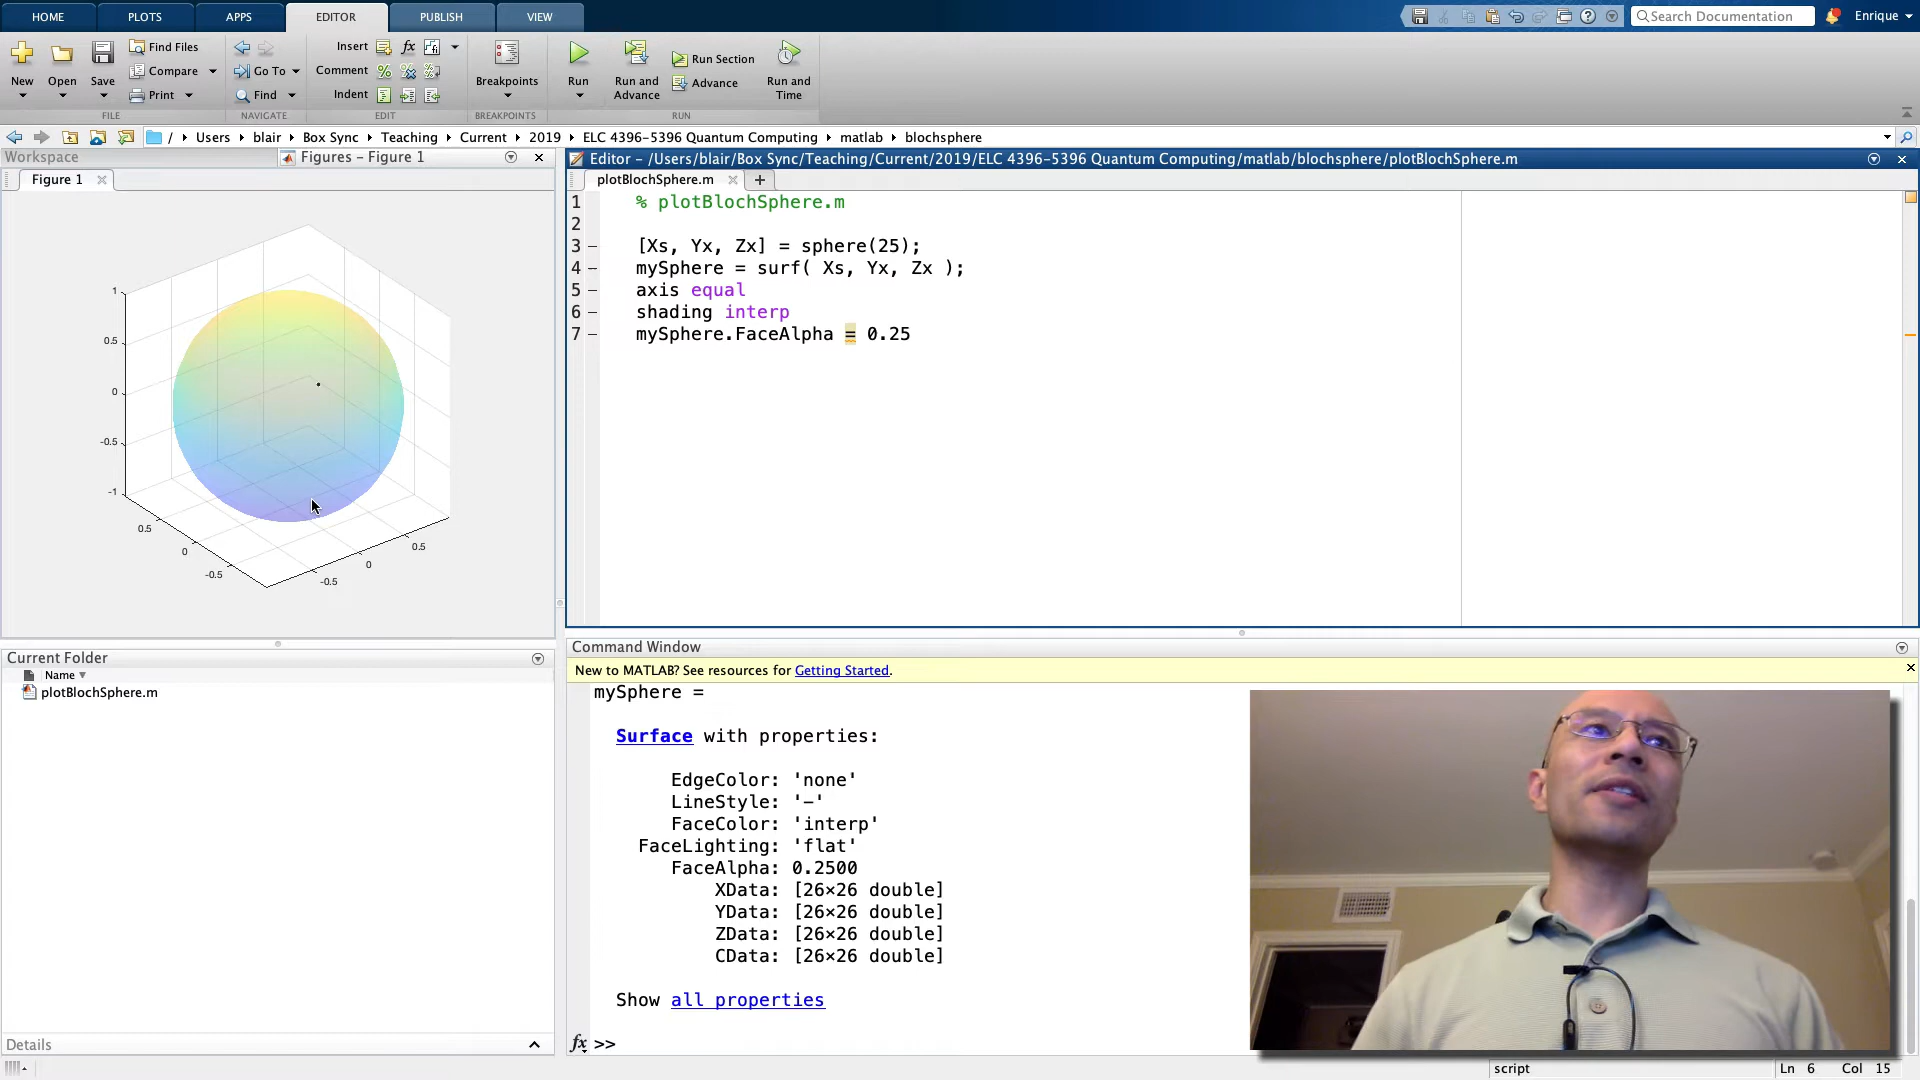 HOME PLOTS APPS EDITOR PUBLISH VIEW
Search Documentation Enrique
New Open Save Find Files Compare Print
FILE
Go To Find
NAVIGATE
Insert fx
Comment
Indent
EDIT
Breakpoints
BREAKPOINTS
Run Run and Advance Run Section Advance Run and Time
RUN
/ Users blair Box Sync Teaching Current 2019 ELC 4396-5396 Quantum Computing matlab blochsphere
Workspace
Figures – Figure 1
Figure 1
1
0.5
0
-0.5
-1
0.5
0
-0.5
-0.5
0
0.5
Current Folder
Name
plotBlochSphere.m
Details
Editor – /Users/blair/Box Sync/Teaching/Current/2019/ELC 4396-5396 Quantum Computing/matlab/blochsphere/plotBlochSphere.m
plotBlochSphere.m +
1 % plotBlochSphere.m
2
3 – [Xs, Yx, Zx] = sphere(25);
4 – mySphere = surf( Xs, Yx, Zx );
5 – axis equal
6 – shading interp
7 – mySphere.FaceAlpha = 0.25
Command Window
New to MATLAB? See resources for Getting Started.
mySphere =
Surface with properties:
EdgeColor: 'none'
LineStyle: '-'
FaceColor: 'interp'
FaceLighting: 'flat'
FaceAlpha: 0.2500
XData: [26×26 double]
YData: [26×26 double]
ZData: [26×26 double]
CData: [26×26 double]
Show all properties
fx >>
script Ln 6 Col 15